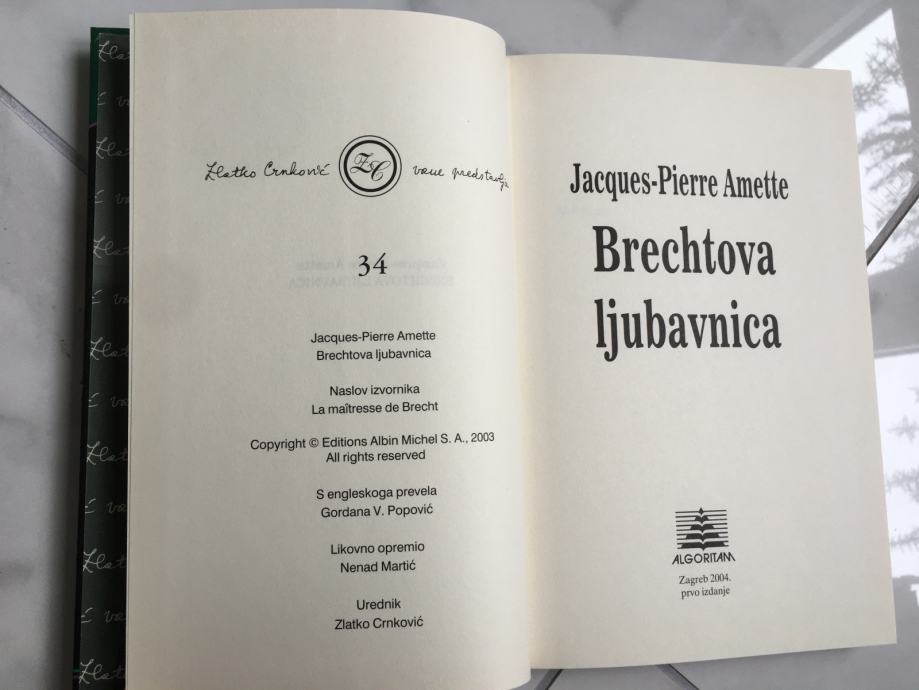 Zlatko Crnković ZC vam predstavlja
34
Jacques-Pierre Amette
Brechtova ljubavnica
Naslov izvornika
La maîtresse de Brecht
Copyright © Editions Albin Michel S. A., 2003
All rights reserved
S engleskoga prevela
Gordana V. Popović
Likovno opremio
Nenad Martić
Urednik
Zlatko Crnković
Jacques-Pierre Amette
Brechtova
ljubavnica
ALGORITAM
Zagreb 2004.
prvo izdanje